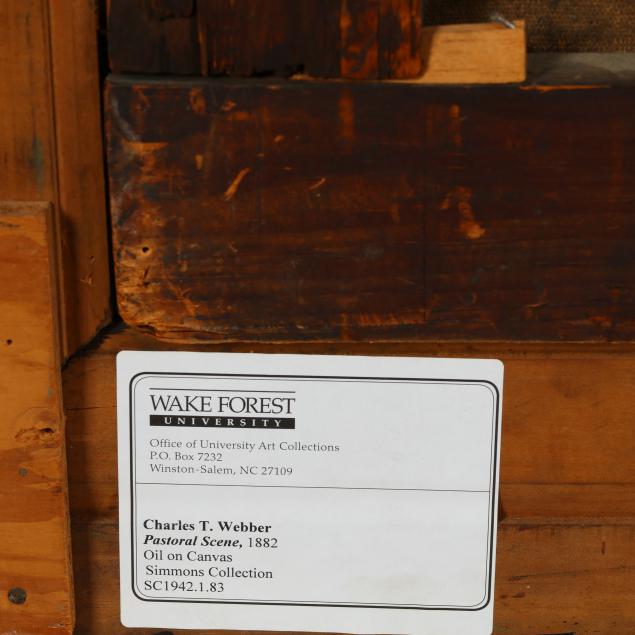 WAKE FOREST
UNIVERSITY
Office of University Art Collections
P.O. Box 7232
Winston-Salem, NC 27109
Charles T. Webber
Pastoral Scene, 1882
Oil on Canvas
Simmons Collection
SC1942.1.83